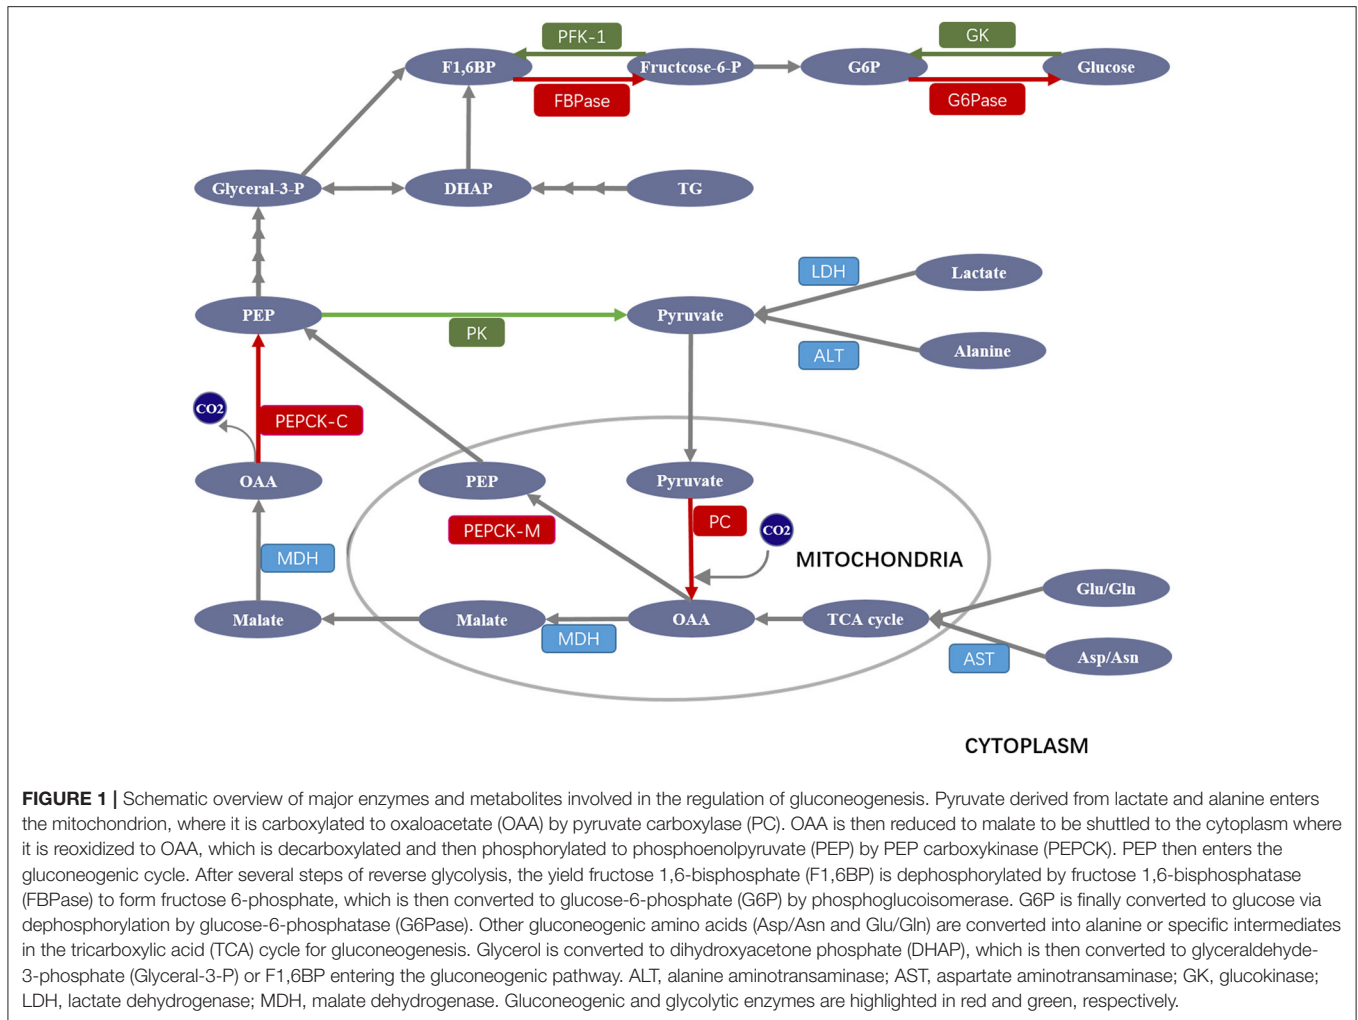 PFK-1
GK
F1,6BP
Fructcose-6-P
G6P
Glucose
FBPase
G6Pase
Glyceral-3-P
DHAP
TG
LDH
Lactate
PEP
Pyruvate
PK
ALT
Alanine
CO2
PEPCK-C
OAA
PEP
Pyruvate
PEPCK-M
PC
CO2
MDH
MITOCHONDRIA
Glu/Gln
Malate
Malate
OAA
TCA cycle
MDH
AST
Asp/Asn
CYTOPLASM
FIGURE 1 | Schematic overview of major enzymes and metabolites involved in the regulation of gluconeogenesis. Pyruvate derived from lactate and alanine enters
the mitochondrion, where it is carboxylated to oxaloacetate (OAA) by pyruvate carboxylase (PC). OAA is then reduced to malate to be shuttled to the cytoplasm where
it is reoxidized to OAA, which is decarboxylated and then phosphorylated to phosphoenolpyruvate (PEP) by PEP carboxykinase (PEPCK). PEP then enters the
gluconeogenic cycle. After several steps of reverse glycolysis, the yield fructose 1,6-bisphosphate (F1,6BP) is dephosphorylated by fructose 1,6-bisphosphatase
(FBPase) to form fructose 6-phosphate, which is then converted to glucose-6-phosphate (G6P) by phosphoglucoisomerase. G6P is finally converted to glucose via
dephosphorylation by glucose-6-phosphatase (G6Pase). Other gluconeogenic amino acids (Asp/Asn and Glu/Gln) are converted into alanine or specific intermediates
in the tricarboxylic acid (TCA) cycle for gluconeogenesis. Glycerol is converted to dihydroxyacetone phosphate (DHAP), which is then converted to glyceraldehyde-
3-phosphate (Glyceral-3-P) or F1,6BP entering the gluconeogenic pathway. ALT, alanine aminotransaminase; AST, aspartate aminotransaminase; GK, glucokinase;
LDH, lactate dehydrogenase; MDH, malate dehydrogenase. Gluconeogenic and glycolytic enzymes are highlighted in red and green, respectively.